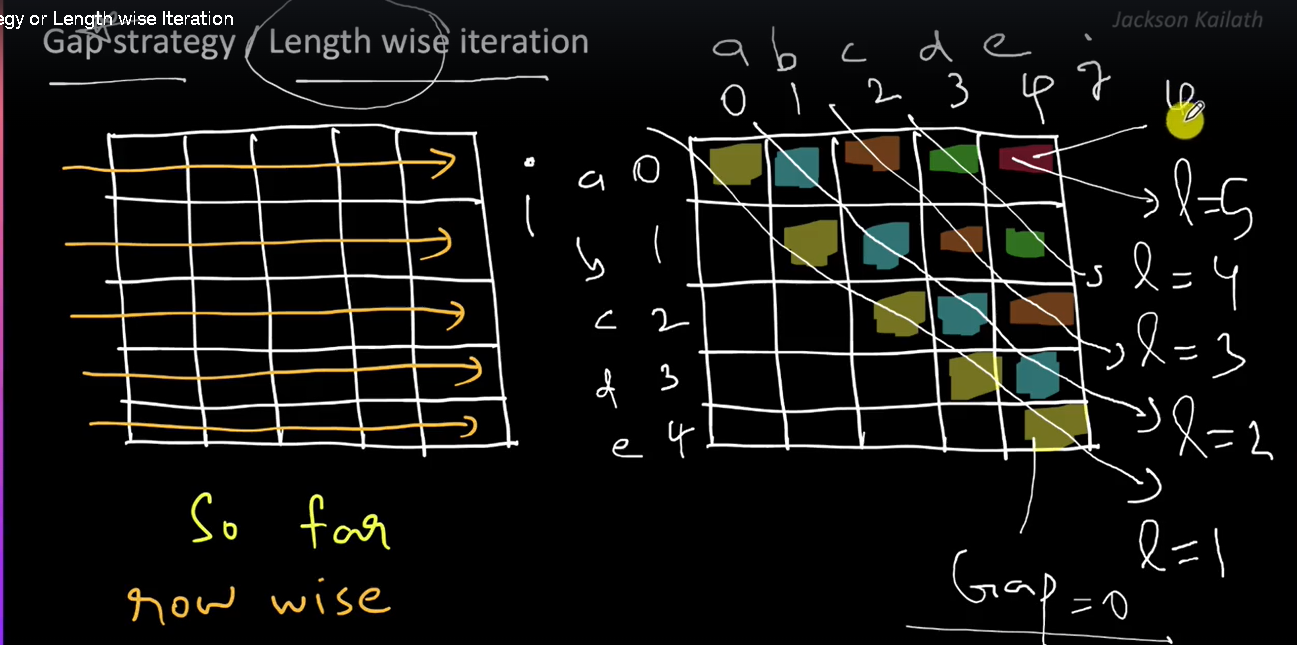 egy or Length wise Iteration
Jackson Kailath
Gap strategy / Length wise iteration
a b c d e j
0 1 2 3 4
i
a 0
b 1
c 2
d 3
e 4
l=5
l=4
l=3
l=2
l=1
So far
row wise
Gap=0